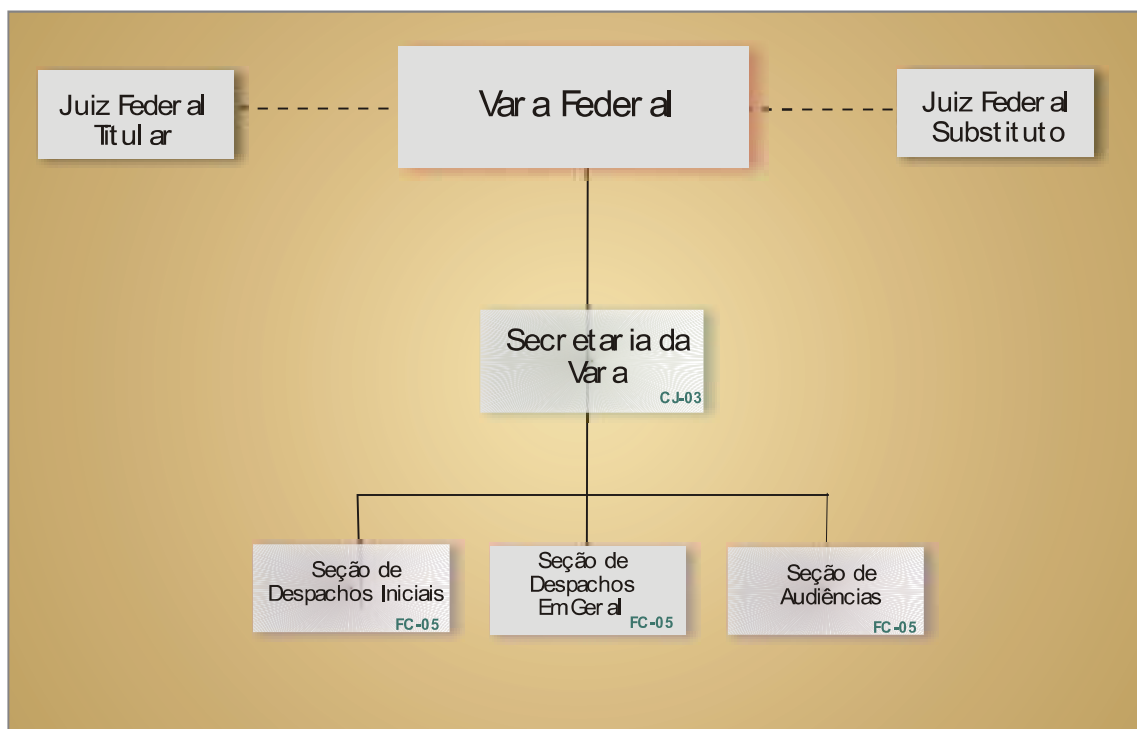 Juiz Federal
Titular
Vara Federal
Juiz Federal
Substituto
Secretaria da
Vara
CJ-03
Seção de
Despachos Iniciais
FC-05
Seção de
Despachos
Em Geral
FC-05
Seção de
Audiências
FC-05